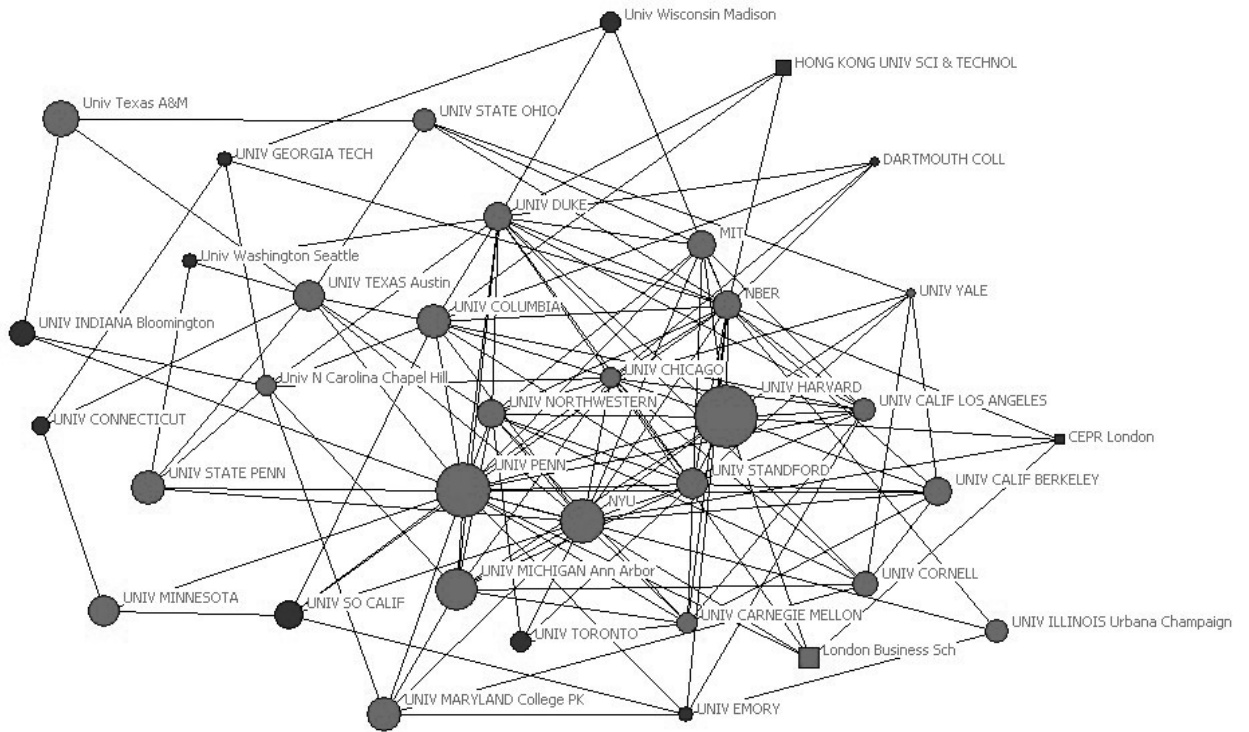 Univ Wisconsin Madison
HONG KONG UNIV SCI & TECHNOL
Univ Texas A&M
UNIV STATE OHIO
UNIV GEORGIA TECH
DARTMOUTH COLL
UNIV DUKE
MIT
Univ Washington Seattle
UNIV TEXAS Austin
NBER
UNIV YALE
UNIV COLUMBIA
UNIV INDIANA Bloomington
UNIV CHICAGO
Univ N Carolina Chapel Hill
UNIV HARVARD
UNIV NORTHWESTERN
UNIV CALIF LOS ANGELES
UNIV CONNECTICUT
CEPR London
UNIV STATE PENN
UNIV PENN
UNIV STANDFORD
UNIV CALIF BERKELEY
NYU
UNIV MICHIGAN Ann Arbor
UNIV CORNELL
UNIV MINNESOTA
UNIV SO CALIF
UNIV CARNEGIE MELLON
UNIV ILLINOIS Urbana Champaign
UNIV TORONTO
London Business Sch
UNIV MARYLAND College PK
UNIV EMORY